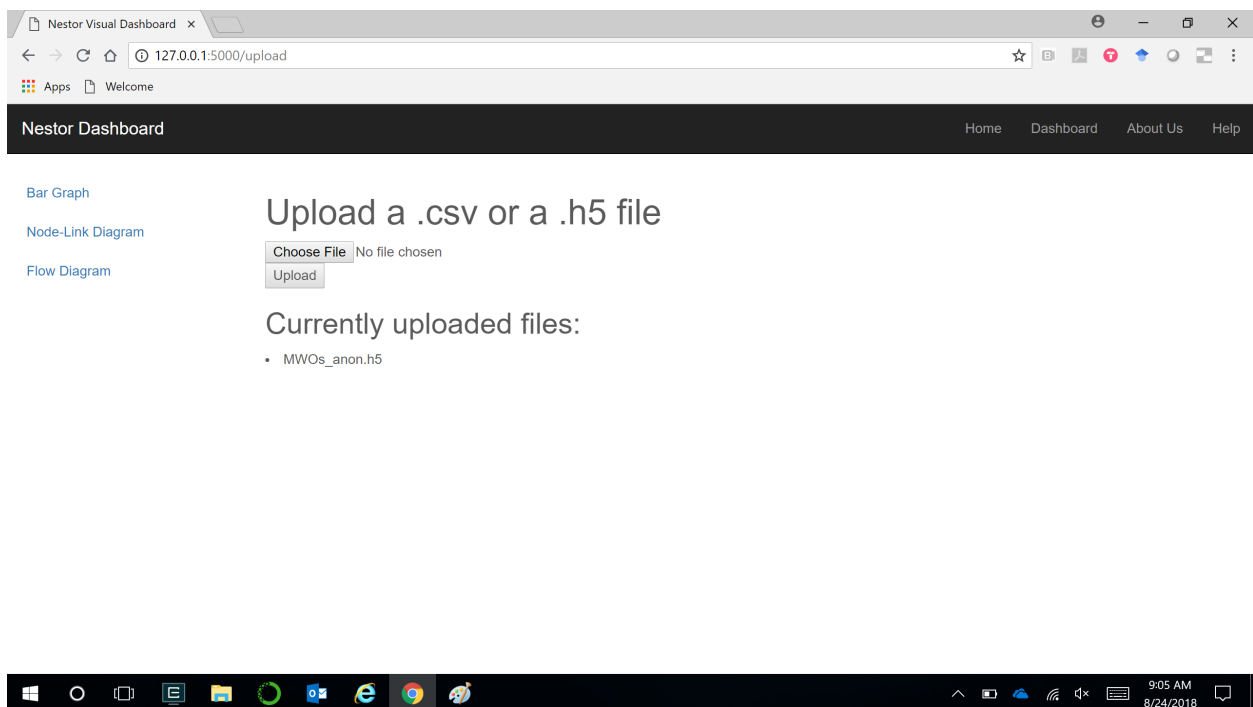 Nestor Visual Dashboard
127.0.0.1:5000/upload
Apps Welcome
Nestor Dashboard Home Dashboard About Us Help
Bar Graph
Node-Link Diagram
Flow Diagram
Upload a .csv or a .h5 file
Choose File No file chosen
Upload
Currently uploaded files:
• MWOs_anon.h5
9:05 AM
8/24/2018